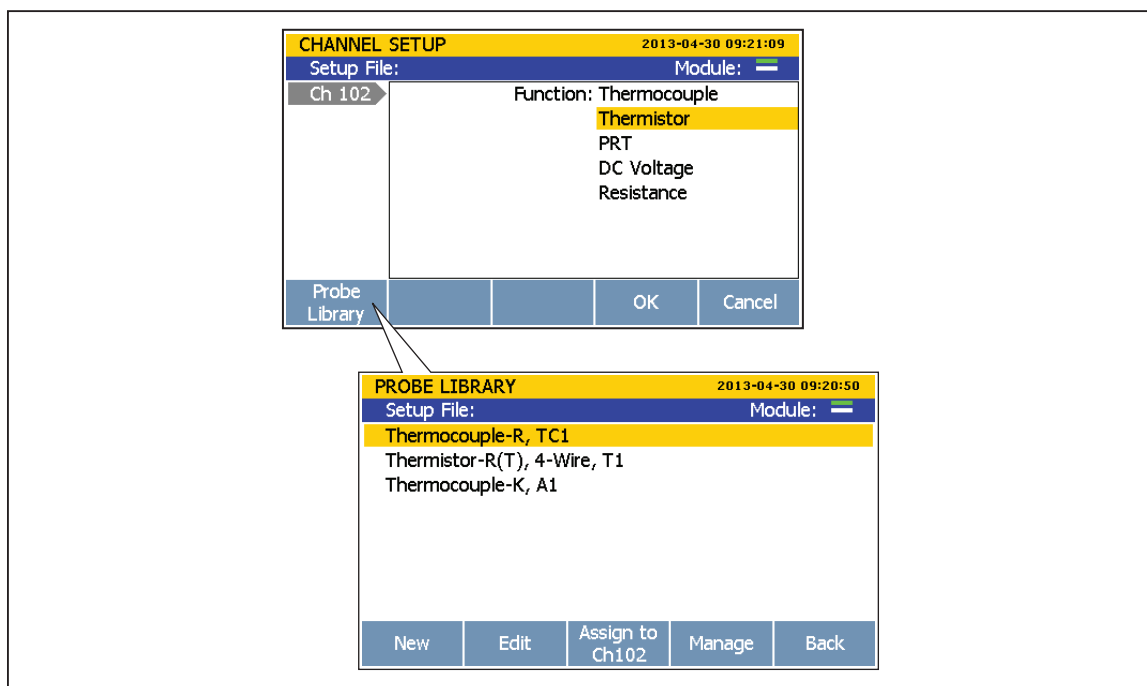 CHANNEL SETUP 2013-04-30 09:21:09
Setup File: Module:
Ch 102 Function: Thermocouple
Thermistor
PRT
DC Voltage
Resistance
Probe Library OK Cancel
PROBE LIBRARY 2013-04-30 09:20:50
Setup File: Module:
Thermocouple-R, TC1
Thermistor-R(T), 4-Wire, T1
Thermocouple-K, A1
New Edit Assign to Ch102 Manage Back